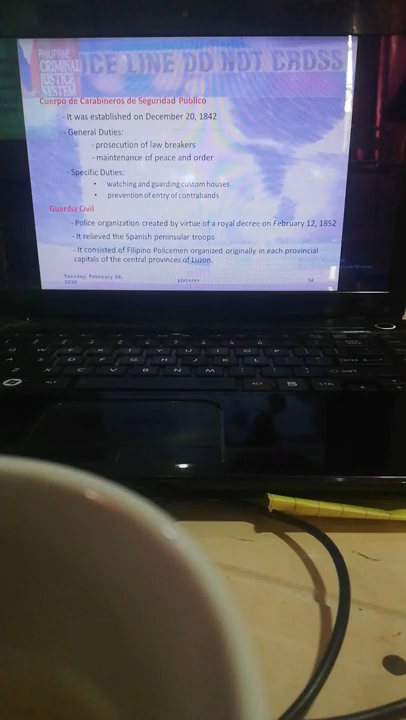 PHILIPPINE
CRIMINAL
JUSTICE
SYSTEM
ICE LINE DO NOT CROSS
Cuerpo de Carabineros de Seguridad Publico
- It was established on December 20, 1842
- General Duties:
- prosecution of law breakers
- maintenance of peace and order
- Specific Duties:
• watching and guarding custom houses
• prevention of entry of contrabands
Guardia Civil
- Police organization created by virtue of a royal decree on February 12, 1852
- It relieved the Spanish peninsular troops
- It consisted of Filipino Policemen organized originally in each provincial
capitals of the central provinces of Luzon.
Tuesday, February